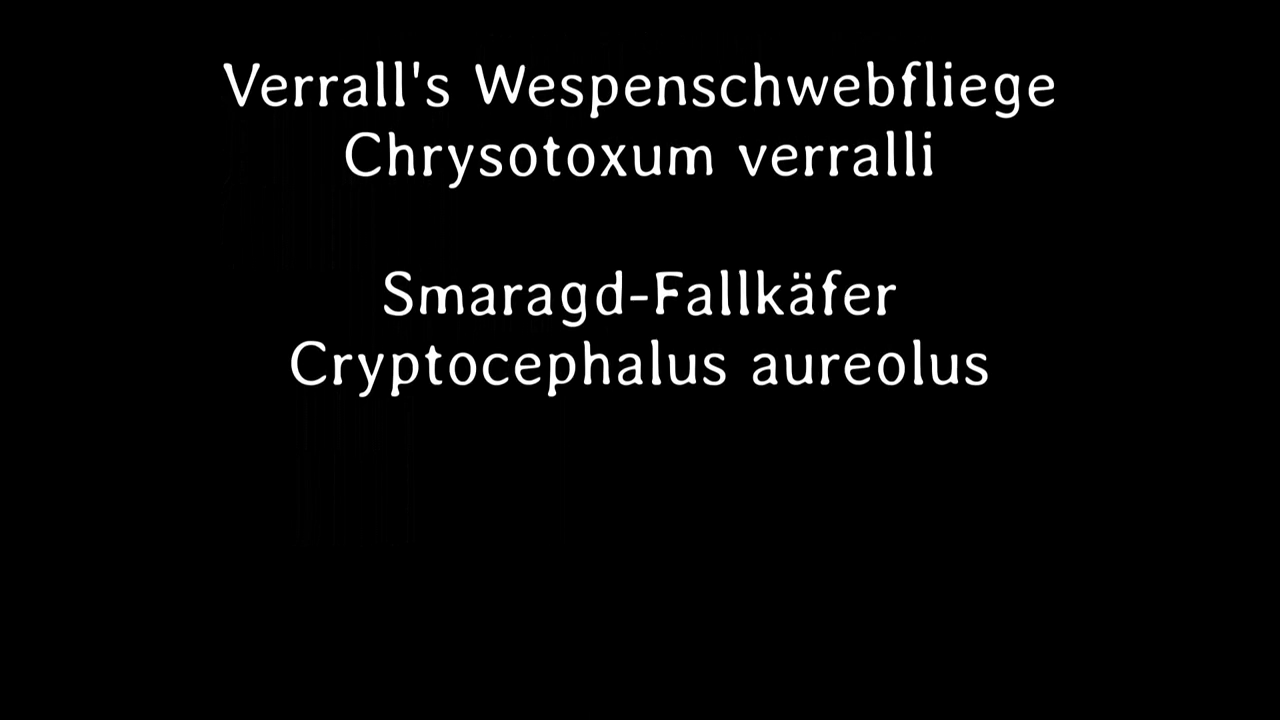 Verrall's Wespenschwebfliege
Chrysotoxum verralli
Smaragd-Fallkäfer
Cryptocephalus aureolus